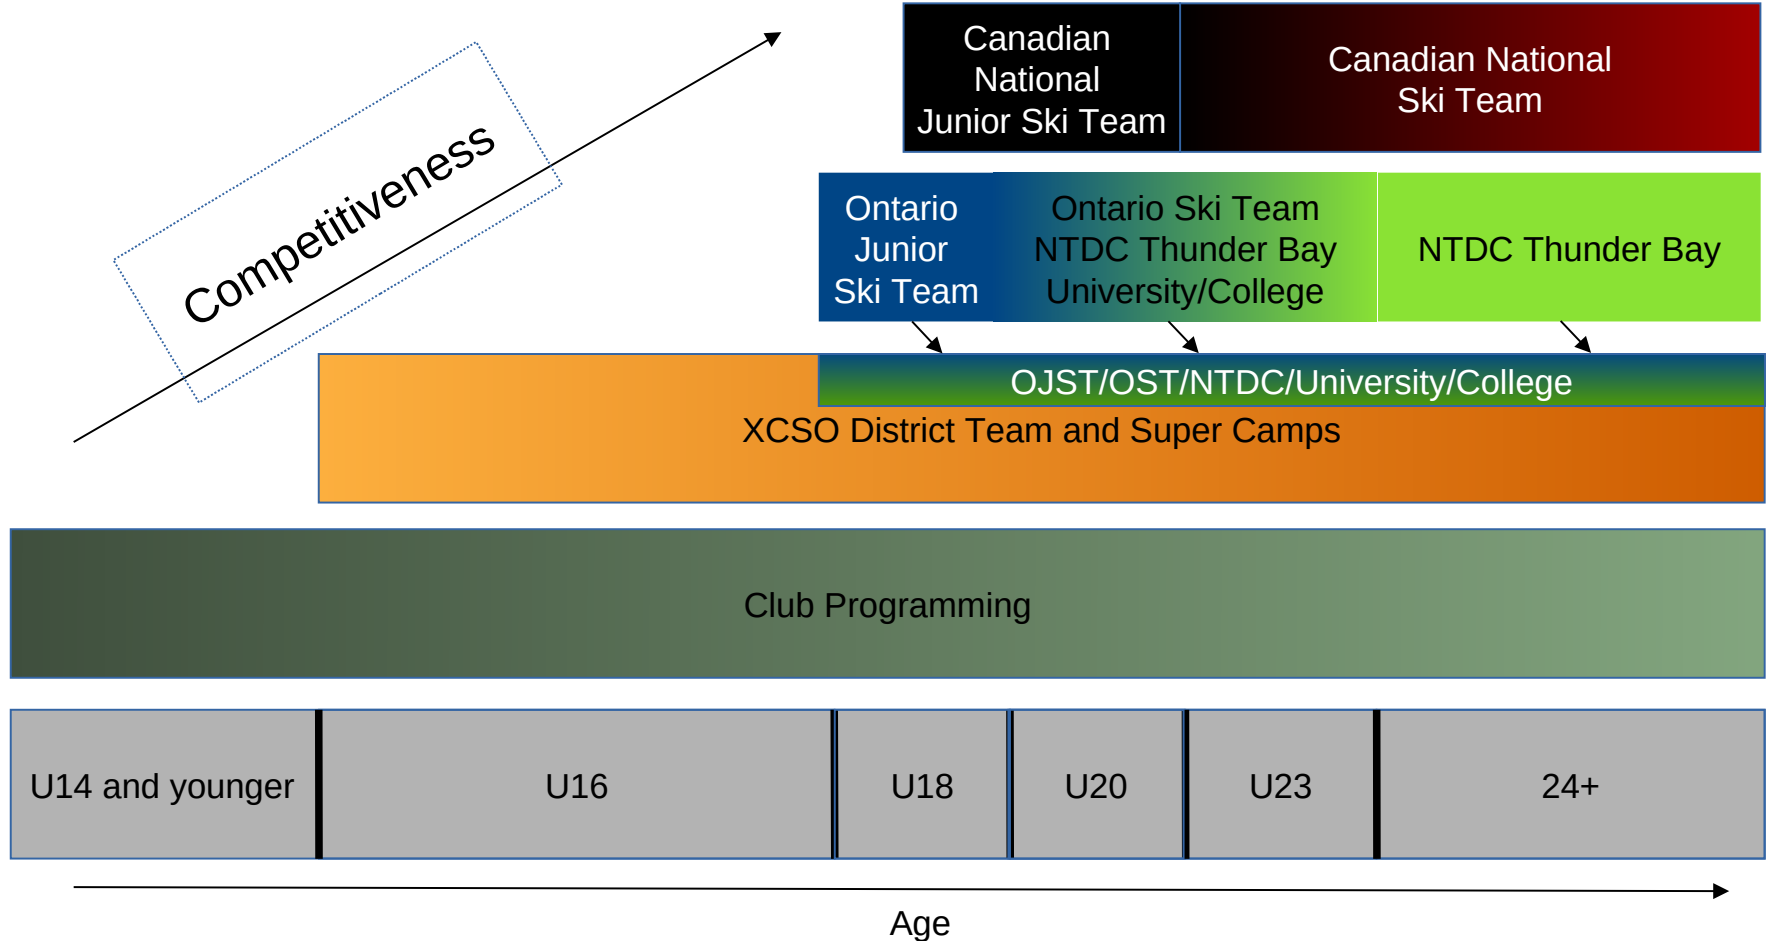 Competitiveness
Canadian
National
Junior Ski Team
Canadian National
Ski Team
Ontario
Junior
Ski Team
Ontario Ski Team
NTDC Thunder Bay
University/College
NTDC Thunder Bay
OJST/OST/NTDC/University/College
XCSO District Team and Super Camps
Club Programming
U14 and younger
U16
U18
U20
U23
24+
Age